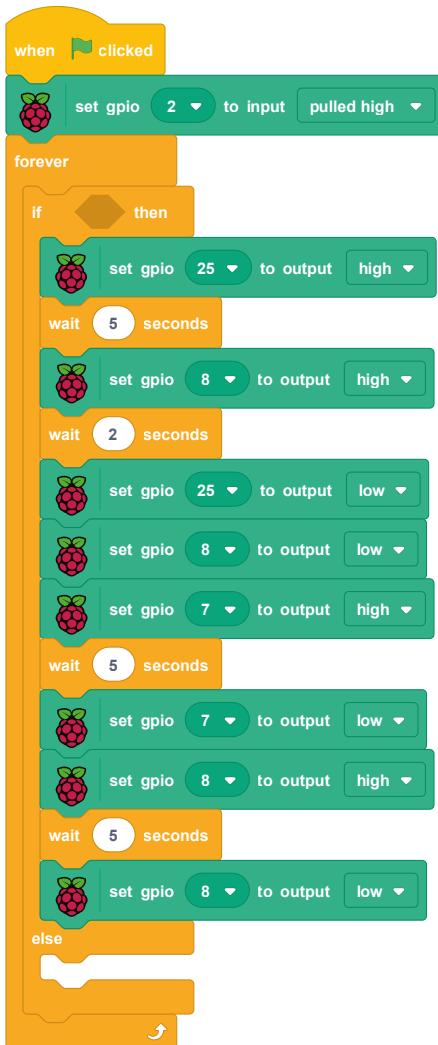 when clicked
set gpio 2 to input pulled high
forever
if then
set gpio 25 to output high
wait 5 seconds
set gpio 8 to output high
wait 2 seconds
set gpio 25 to output low
set gpio 8 to output low
set gpio 7 to output high
wait 5 seconds
set gpio 7 to output low
set gpio 8 to output high
wait 5 seconds
set gpio 8 to output low
else